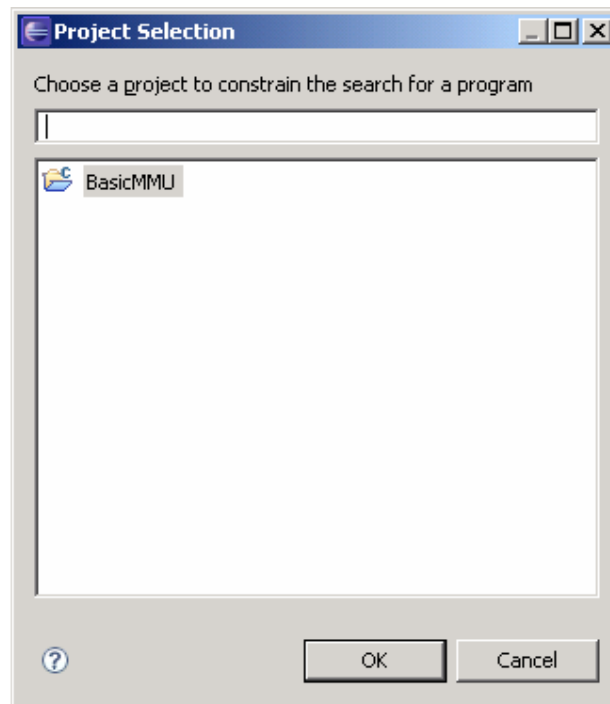 Project Selection
Choose a project to constrain the search for a program
C BasicMMU
? OK Cancel